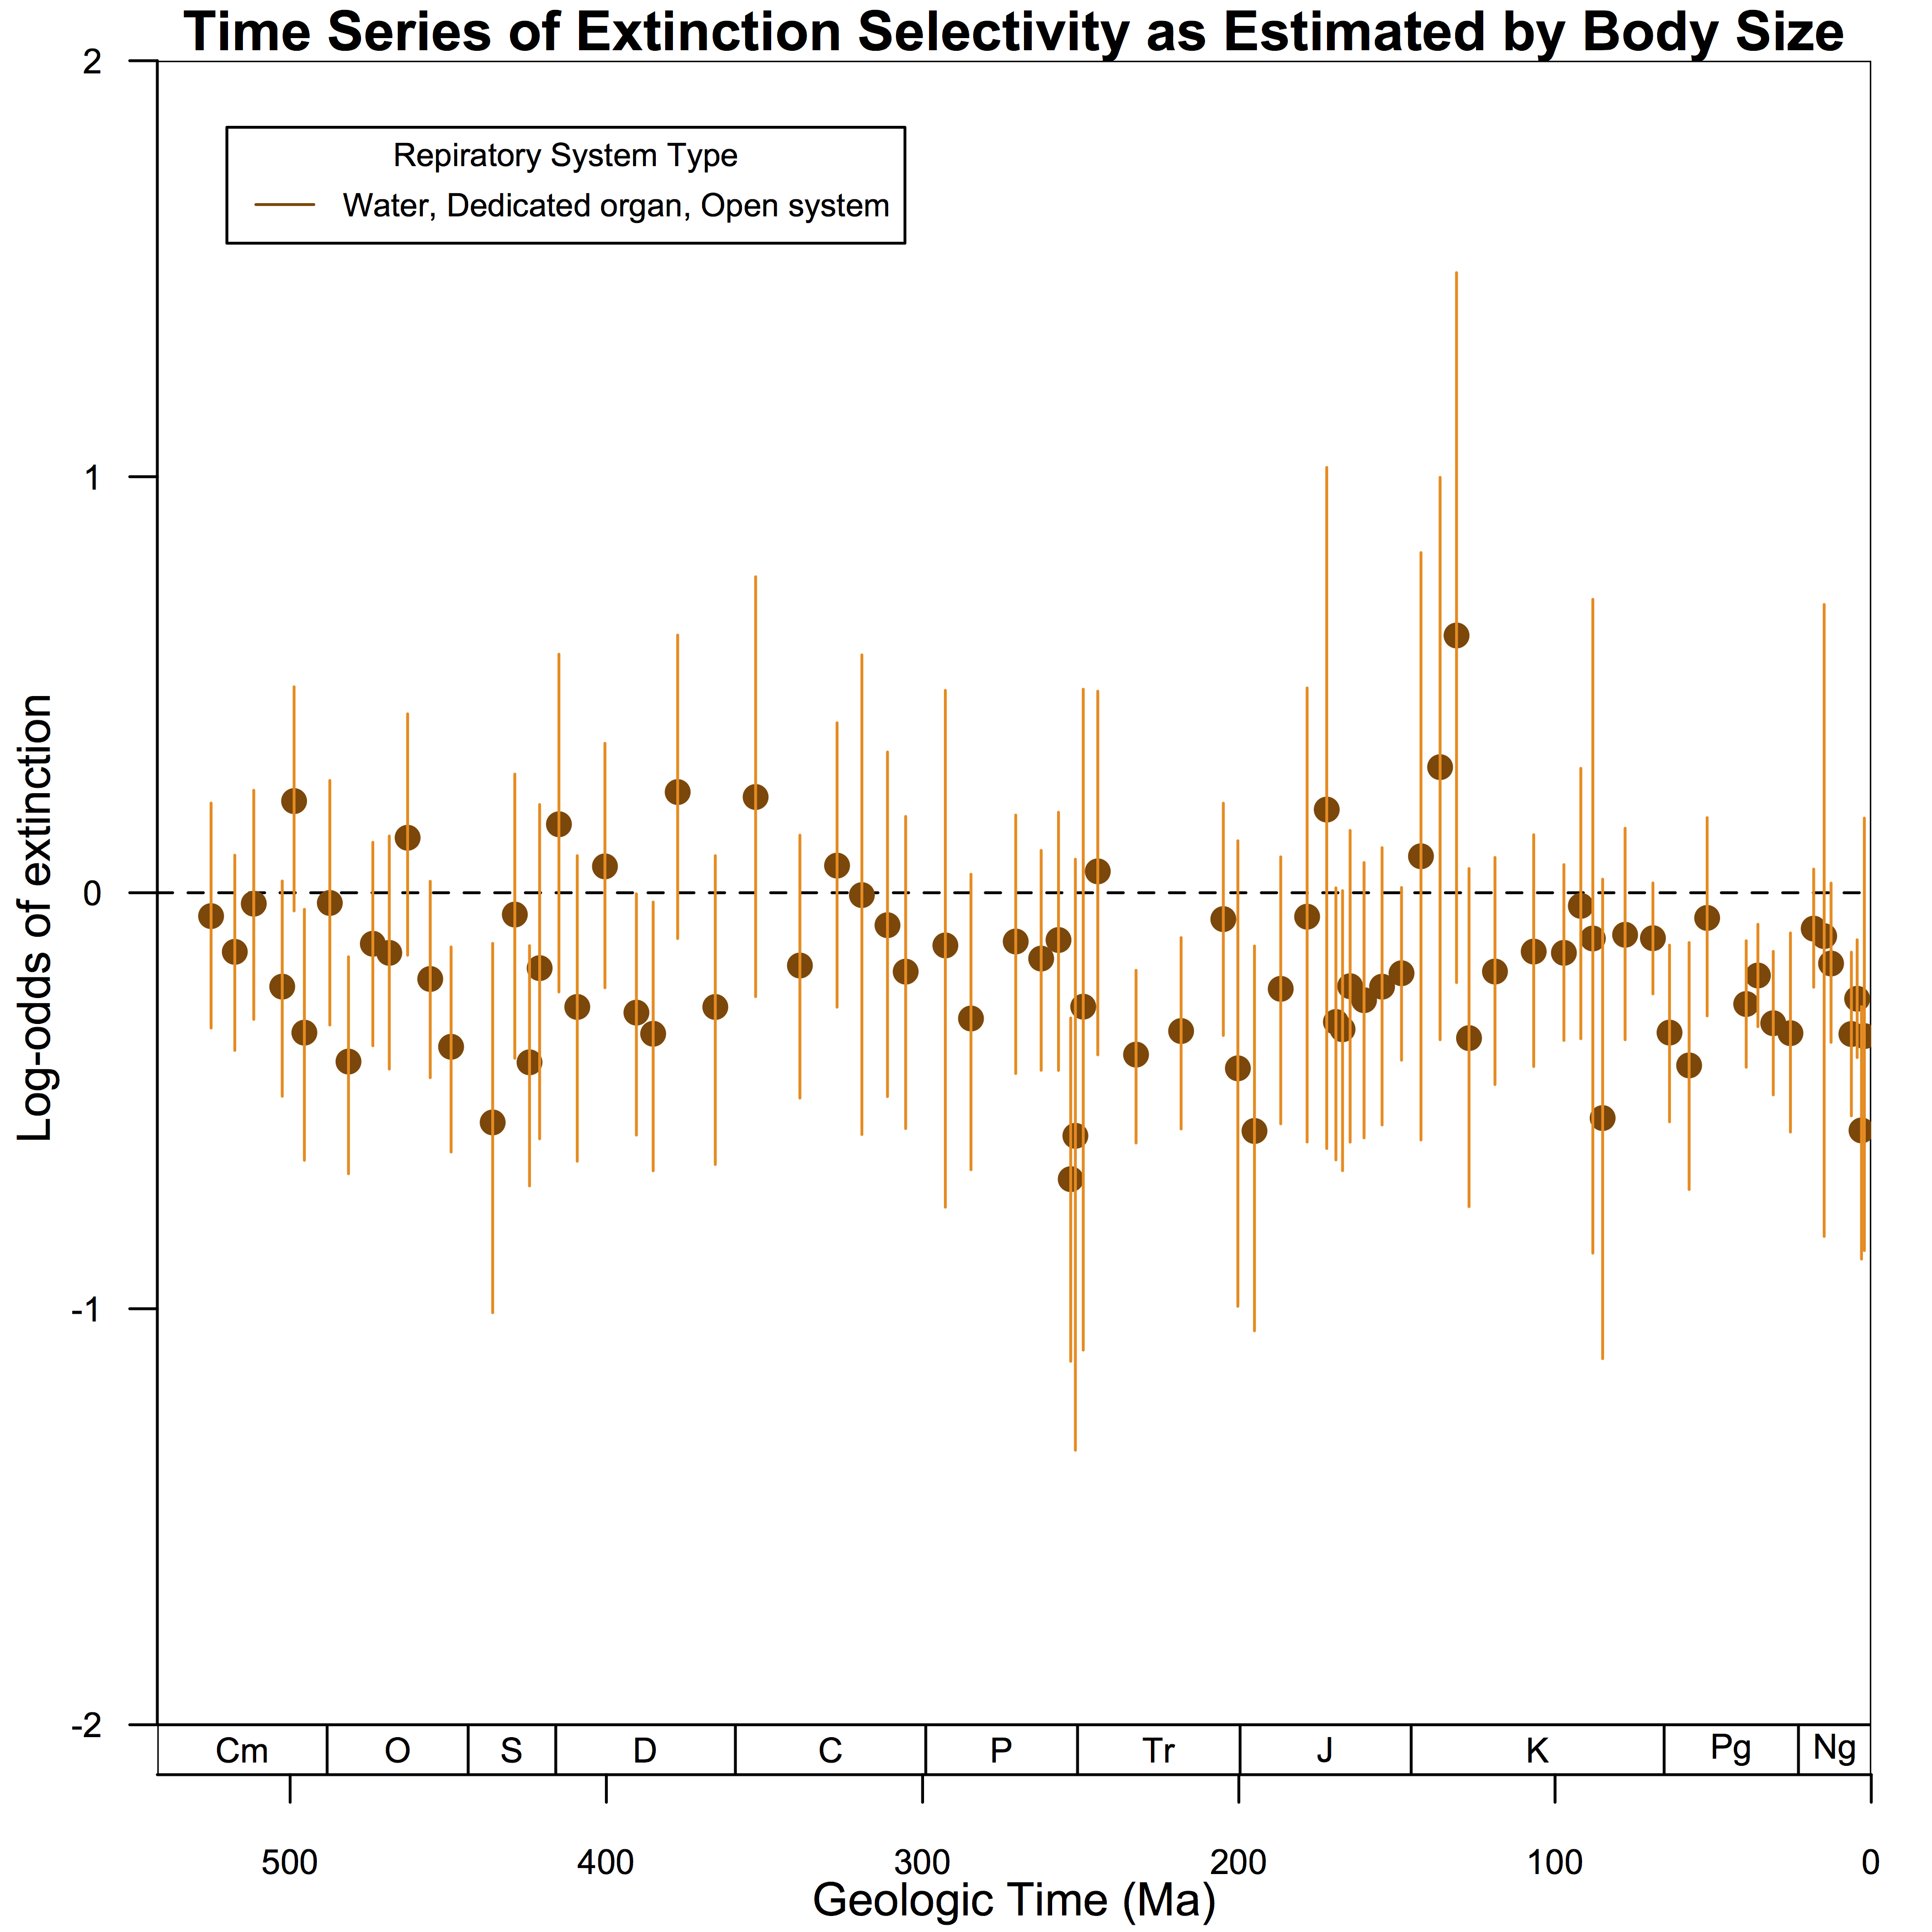 Time Series of Extinction Selectivity as Estimated by Body Size
2
Repiratory System Type
Water, Dedicated organ, Open system
1
0
-1
-2
Log-odds of extinction
Cm O S D C P Tr J K Pg Ng
500 400 300 200 100 0
Geologic Time (Ma)